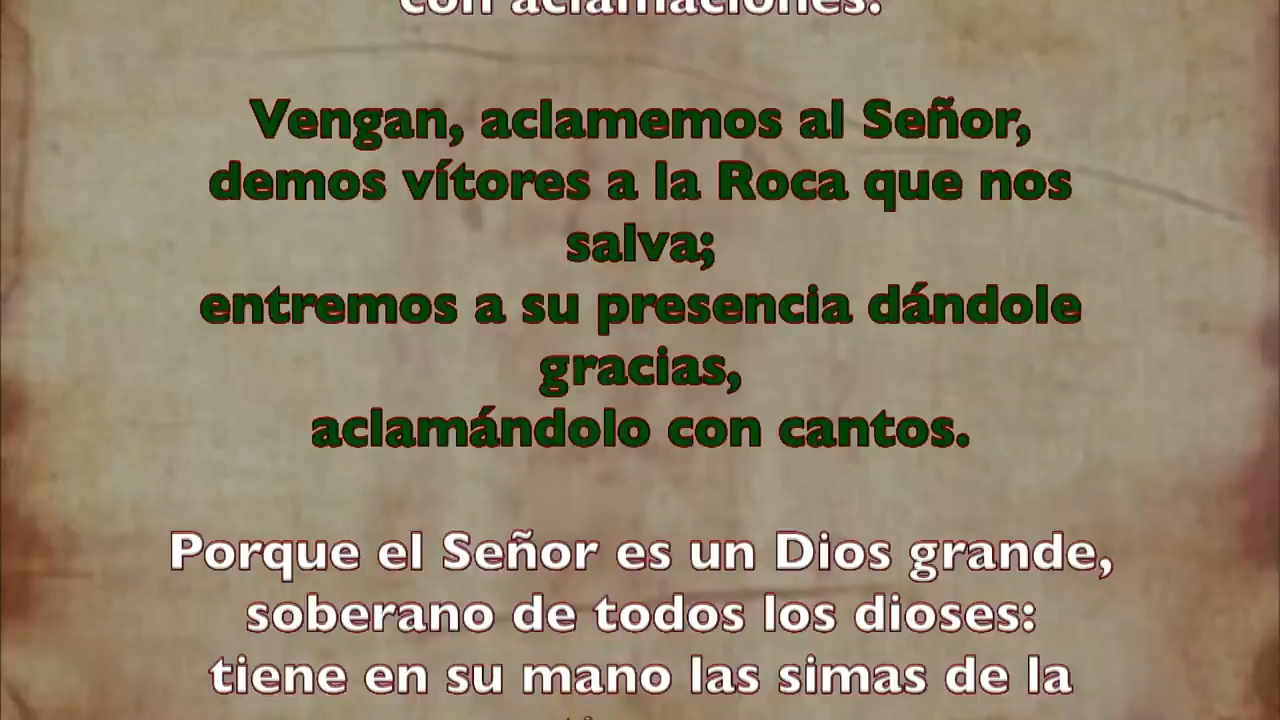 con aclamaciones.
Vengan, aclamemos al Señor,
demos vítores a la Roca que nos
salva;
entremos a su presencia dándole
gracias,
aclamándolo con cantos.
Porque el Señor es un Dios grande,
soberano de todos los dioses:
tiene en su mano las simas de la